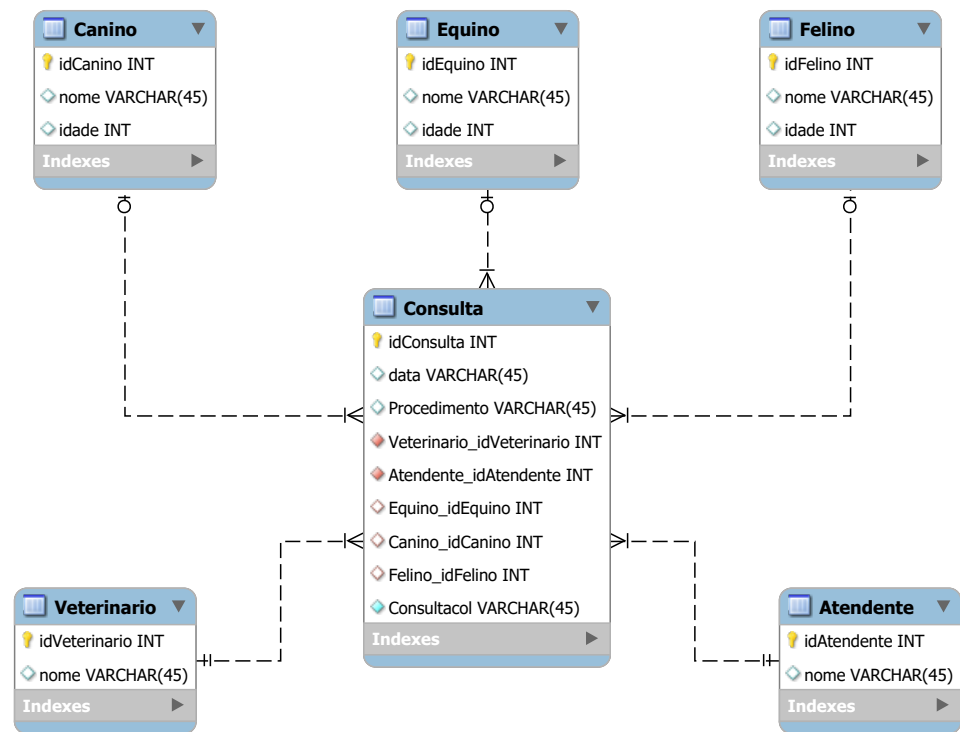 Canino
idCanino INT
nome VARCHAR(45)
idade INT
Indexes
Equino
idEquino INT
nome VARCHAR(45)
idade INT
Indexes
Felino
idFelino INT
nome VARCHAR(45)
idade INT
Indexes
Consulta
idConsulta INT
data VARCHAR(45)
Procedimento VARCHAR(45)
Veterinario_idVeterinario INT
Atendente_idAtendente INT
Equino_idEquino INT
Canino_idCanino INT
Felino_idFelino INT
Consultacol VARCHAR(45)
Indexes
Veterinario
idVeterinario INT
nome VARCHAR(45)
Indexes
Atendente
idAtendente INT
nome VARCHAR(45)
Indexes